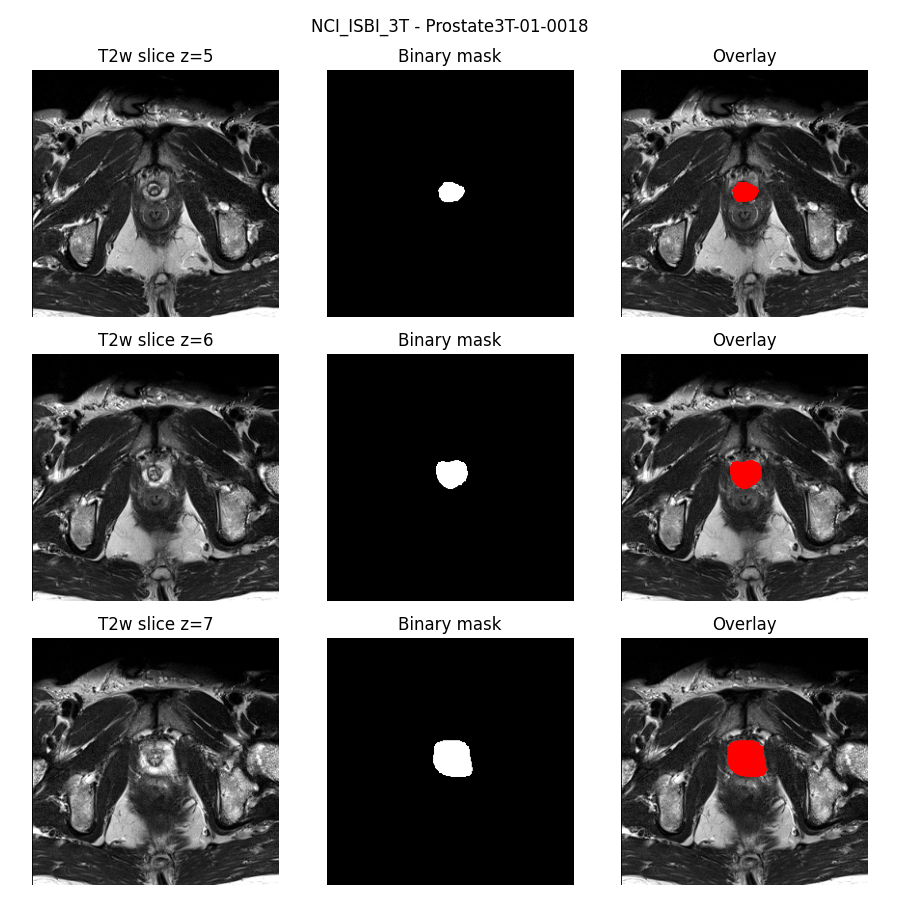 NCI_ISBI_3T - Prostate3T-01-0018
T2w slice z=5
Binary mask
Overlay
T2w slice z=6
Binary mask
Overlay
T2w slice z=7
Binary mask
Overlay